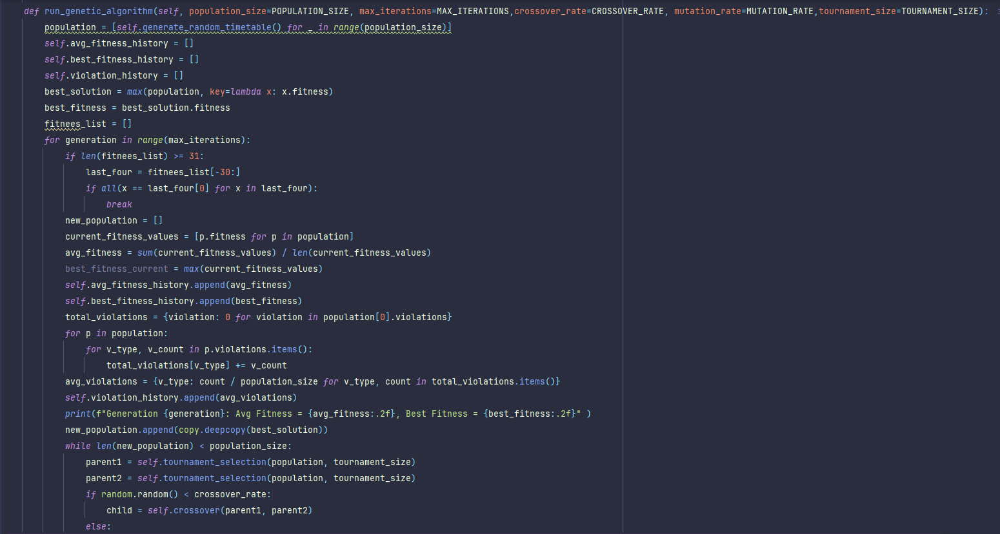 def run_genetic_algorithm(self, population_size=POPULATION_SIZE, max_iterations=MAX_ITERATIONS,crossover_rate=CROSSOVER_RATE, mutation_rate=MUTATION_RATE,tournament_size=TOURNAMENT_SIZE):
    population = [self.generate_random_timetable() for _ in range(population_size)]
    self.avg_fitness_history = []
    self.best_fitness_history = []
    self.violation_history = []
    best_solution = max(population, key=lambda x: x.fitness)
    best_fitness = best_solution.fitness
    fitnees_list = []
    for generation in range(max_iterations):
        if len(fitnees_list) >= 31:
            last_four = fitnees_list[-30:]
            if all(x == last_four[0] for x in last_four):
                break
        new_population = []
        current_fitness_values = [p.fitness for p in population]
        avg_fitness = sum(current_fitness_values) / len(current_fitness_values)
        best_fitness_current = max(current_fitness_values)
        self.avg_fitness_history.append(avg_fitness)
        self.best_fitness_history.append(best_fitness)
        total_violations = {violation: 0 for violation in population[0].violations}
        for p in population:
            for v_type, v_count in p.violations.items():
                total_violations[v_type] += v_count
        avg_violations = {v_type: count / population_size for v_type, count in total_violations.items()}
        self.violation_history.append(avg_violations)
        print(f"Generation {generation}: Avg Fitness = {avg_fitness:.2f}, Best Fitness = {best_fitness:.2f}" )
        new_population.append(copy.deepcopy(best_solution))
        while len(new_population) < population_size:
            parent1 = self.tournament_selection(population, tournament_size)
            parent2 = self.tournament_selection(population, tournament_size)
            if random.random() < crossover_rate:
                child = self.crossover(parent1, parent2)
            else: